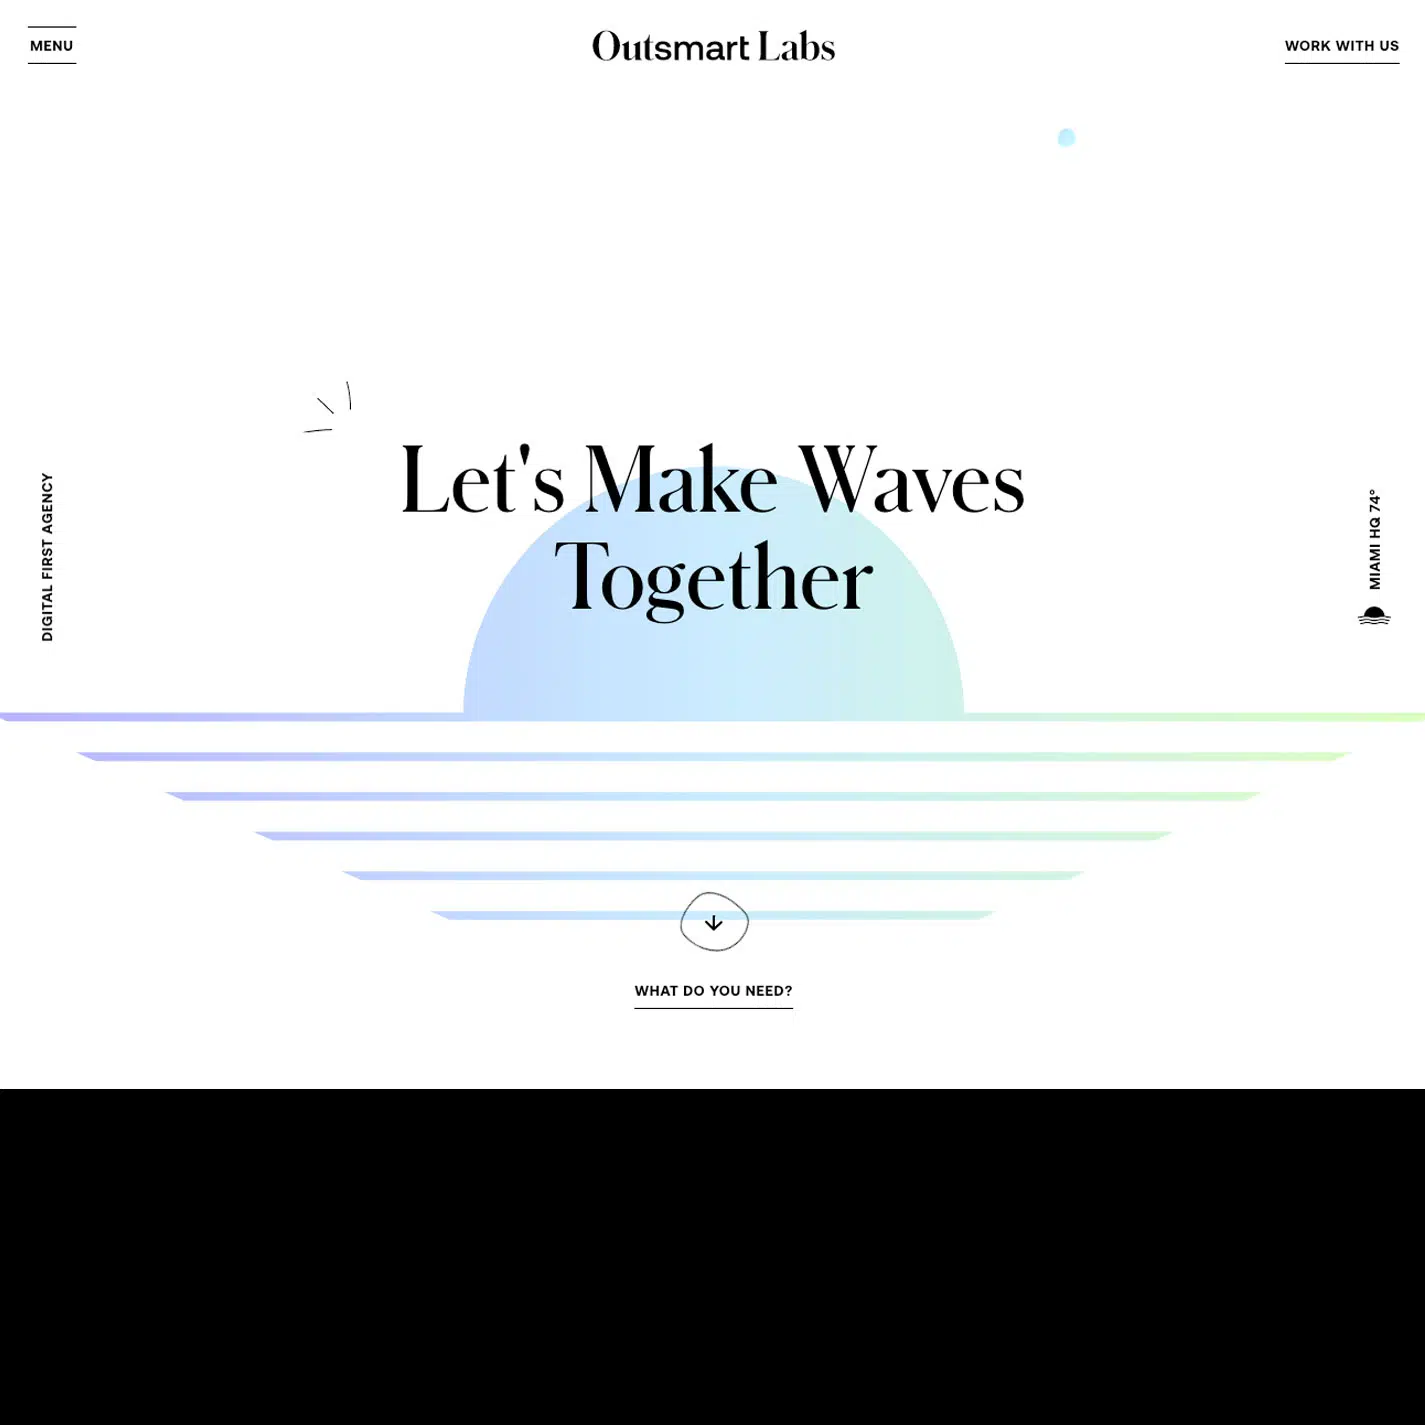 MENU
Outsmart Labs
WORK WITH US
Let's Make Waves
Together
DIGITAL FIRST AGENCY
MIAMI HQ 74°
WHAT DO YOU NEED?